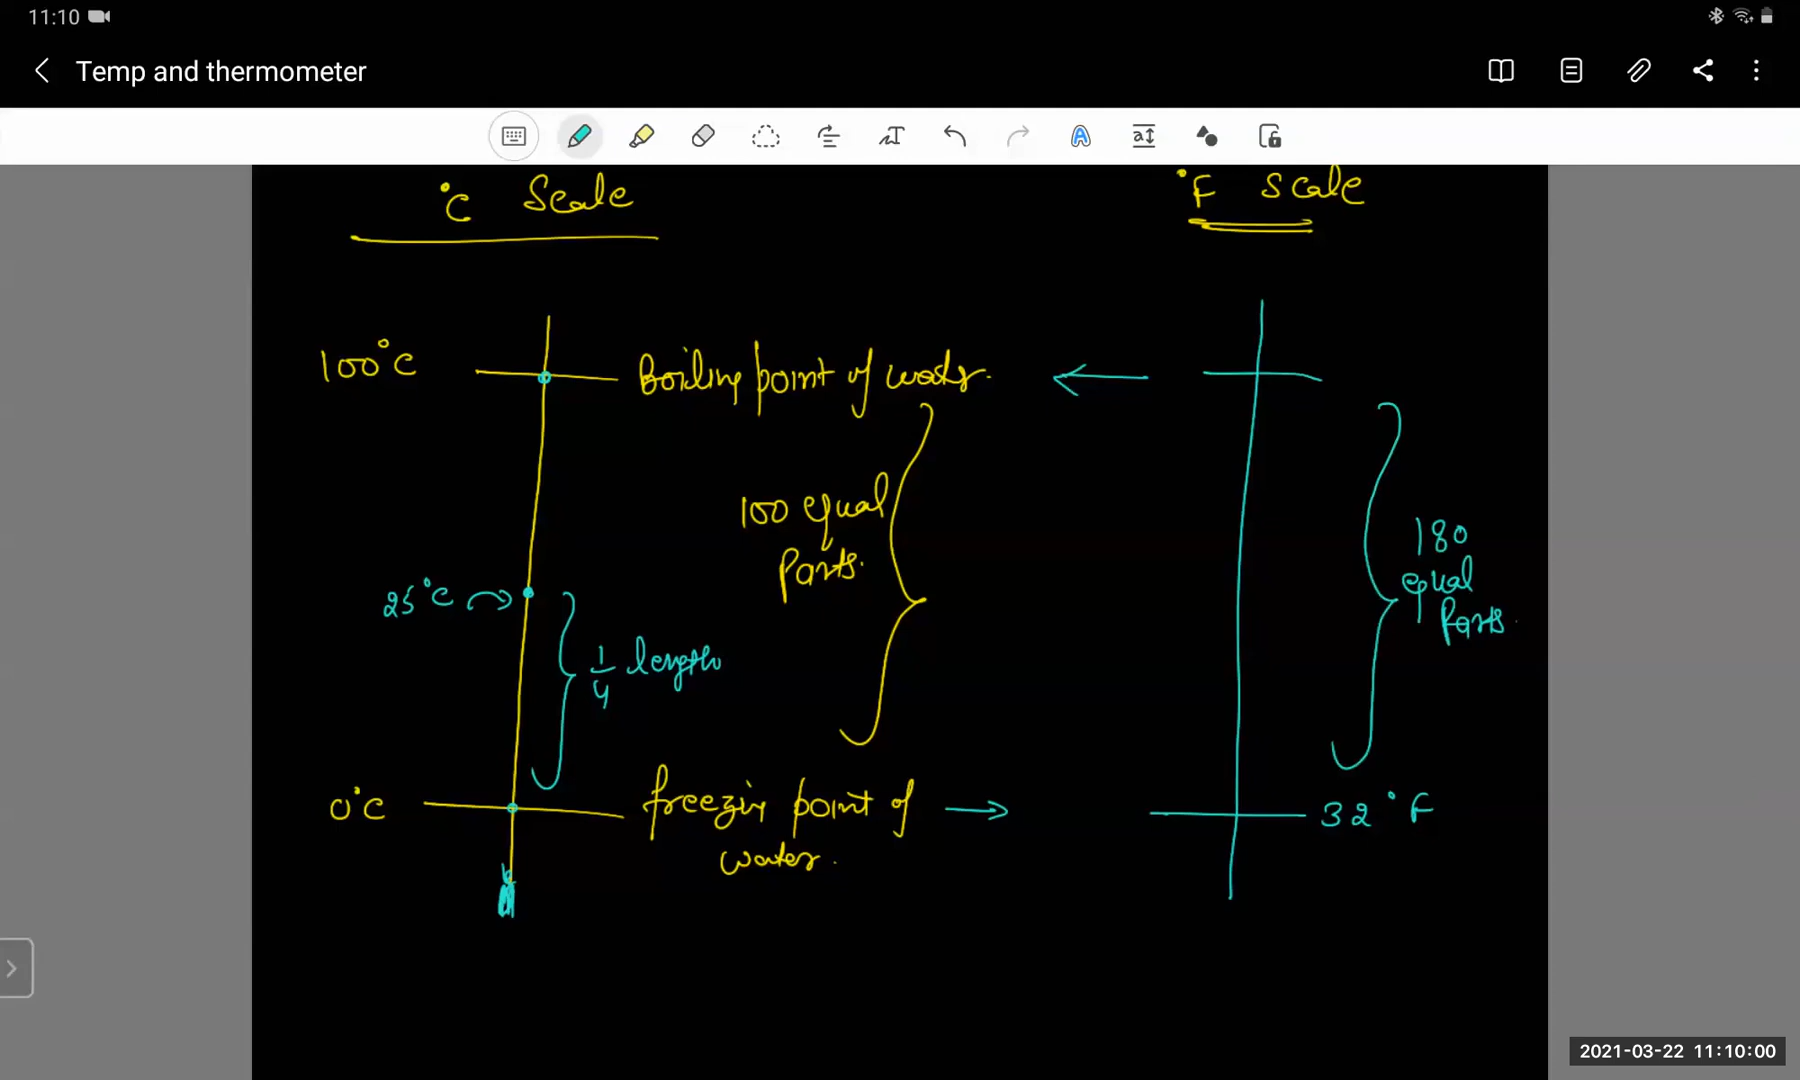 11:10
Temp and thermometer
°C Scale
°F Scale
100°C
Boiling point of water.
100 equal
parts.
180
equal
parts.
25°C
1/4 length
0°C
freezin point of
water.
32°F
2021-03-22 11:10:00